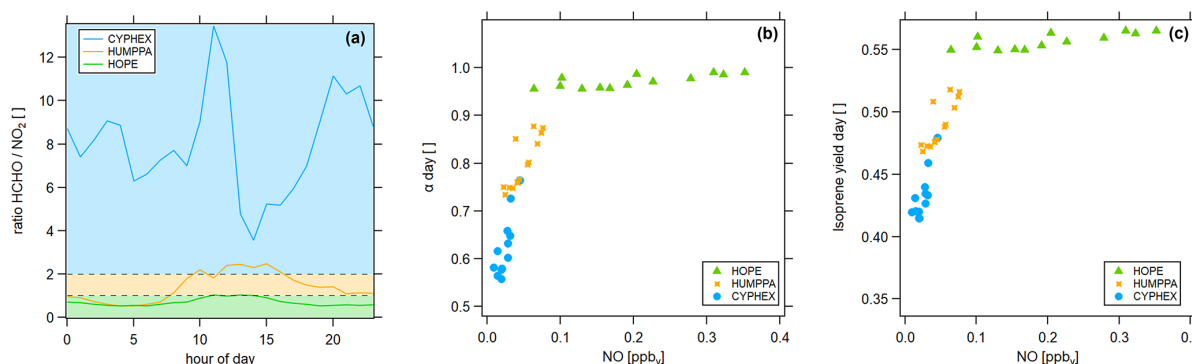 (a)
CYPHEX
HUMPPA
HOPE
ratio HCHO / NO2 [ ]
12
10
8
6
4
2
0
0 5 10 15 20
hour of day
(b)
α day [ ]
1.0
0.9
0.8
0.7
0.6
0.5
HOPE
HUMPPA
CYPHEX
0.0 0.1 0.2 0.3 0.4
NO [ppbv]
(c)
Isoprene yield day [ ]
0.55
0.50
0.45
0.40
0.35
HOPE
HUMPPA
CYPHEX
0.0 0.1 0.2 0.3 0.4
NO [ppbv]